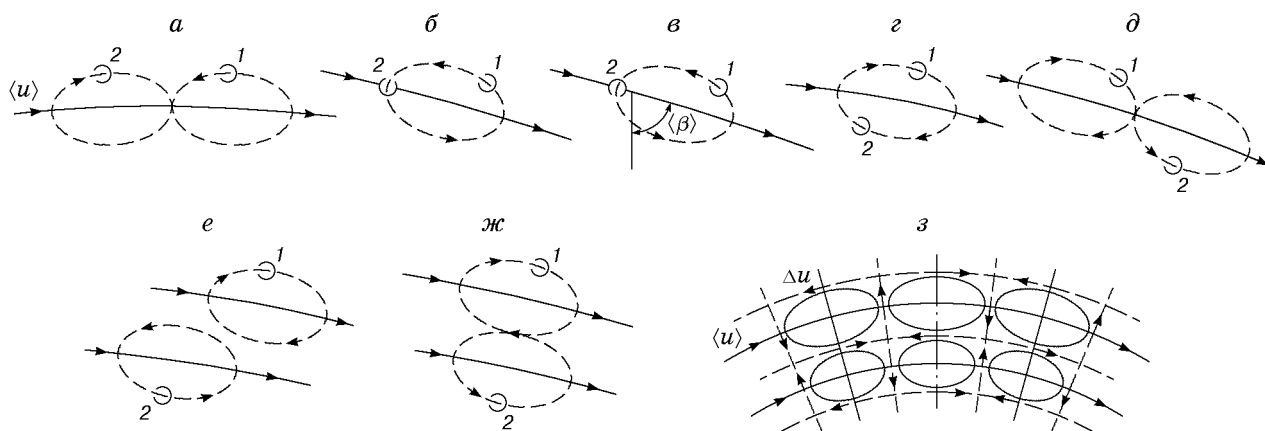 а б в г д
2 1 2 1 2 1 1 1
⟨u⟩ ⟨β⟩ 2 2
е ж з
1 1 Δu
⟨u⟩
2 2